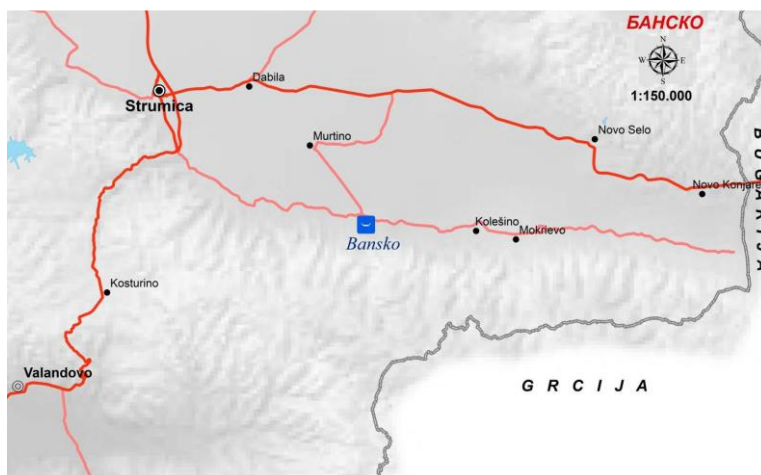 БАНСКО
N
W E
S
1:150.000
Dabila
Strumica
Murtino
Novo Selo
Novo Konjare
BUGARIJA
Kolešino
Mokrievo
Bansko
Kosturino
Valandovo
GRCIJA